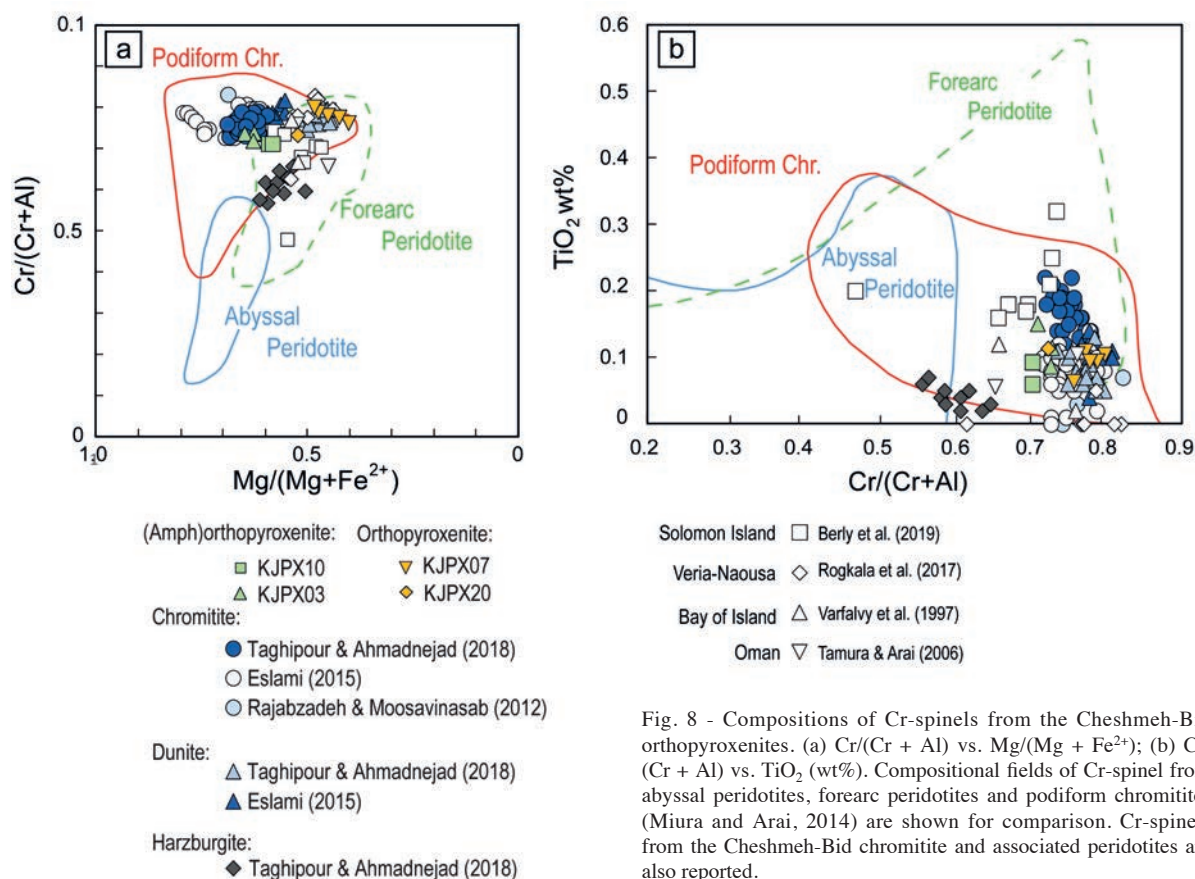 a
0.1
0.5
0
Cr/(Cr+Al)
Podiform Chr.
Forearc
Peridotite
Abyssal
Peridotite
0.5
0
Mg/(Mg+Fe²⁺)
b
0.6
0.5
0.4
0.3
0.2
0.1
0
TiO₂ wt%
Forearc
Peridotite
Podiform Chr.
Abyssal
Peridotite
0.2
0.3
0.4
0.5
0.6
0.7
0.8
0.9
Cr/(Cr+Al)
(Amph)orthopyroxenite:
KJPX10
KJPX03
Orthopyroxenite:
KJPX07
KJPX20
Chromitite:
Taghipour & Ahmadnejad (2018)
Eslami (2015)
Rajabzadeh & Moosavinasab (2012)
Dunite:
Taghipour & Ahmadnejad (2018)
Eslami (2015)
Harzburgite:
Taghipour & Ahmadnejad (2018)
Solomon Island Berly et al. (2019)
Veria-Naousa Rogkala et al. (2017)
Bay of Island Varfalvy et al. (1997)
Oman Tamura & Arai (2006)
Fig. 8 - Compositions of Cr-spinels from the
orthopyroxenites. (a) Cr/(Cr + Al) vs. Mg/(Mg + Fe²⁺); (b)
(Cr + Al) vs. TiO₂ (wt%). Compositional fields of Cr-spinel
abyssal peridotites, forearc peridotites and podiform
(Miura and Arai, 2014) are shown for comparison.
from the Cheshmeh-Bid chromitite and associated peridotites
also reported.